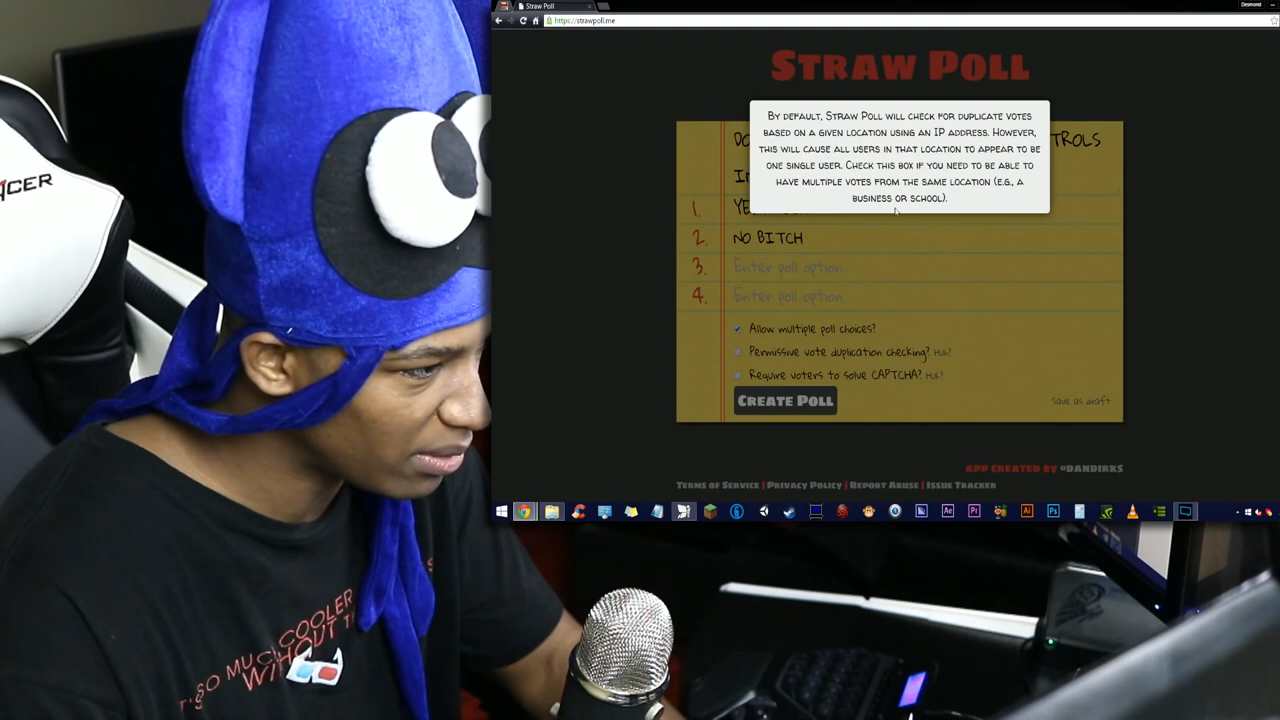 Straw Poll
Desmond
https://strawpoll.me
STRAW POLL
BY DEFAULT, STRAW POLL WILL CHECK FOR DUPLICATE VOTES
BASED ON A GIVEN LOCATION USING AN IP ADDRESS. HOWEVER,
THIS WILL CAUSE ALL USERS IN THAT LOCATION TO APPEAR TO BE
ONE SINGLE USER. CHECK THIS BOX IF YOU NEED TO BE ABLE TO
HAVE MULTIPLE VOTES FROM THE SAME LOCATION (E.G., A
BUSINESS OR SCHOOL).
1.
2. NO BITCH
3. Enter poll option...
4. Enter poll option...
Allow multiple poll choices?
Permissive vote duplication checking? Huh?
Require voters to solve CAPTCHA? Huh?
CREATE POLL
Save as draft
APP CREATED BY @DANDIRKS
TERMS OF SERVICE | PRIVACY POLICY | REPORT ABUSE | ISSUE TRACKER
Ae
Pr
Ai
Ps
SO MUCH COOLER
WITHOUT